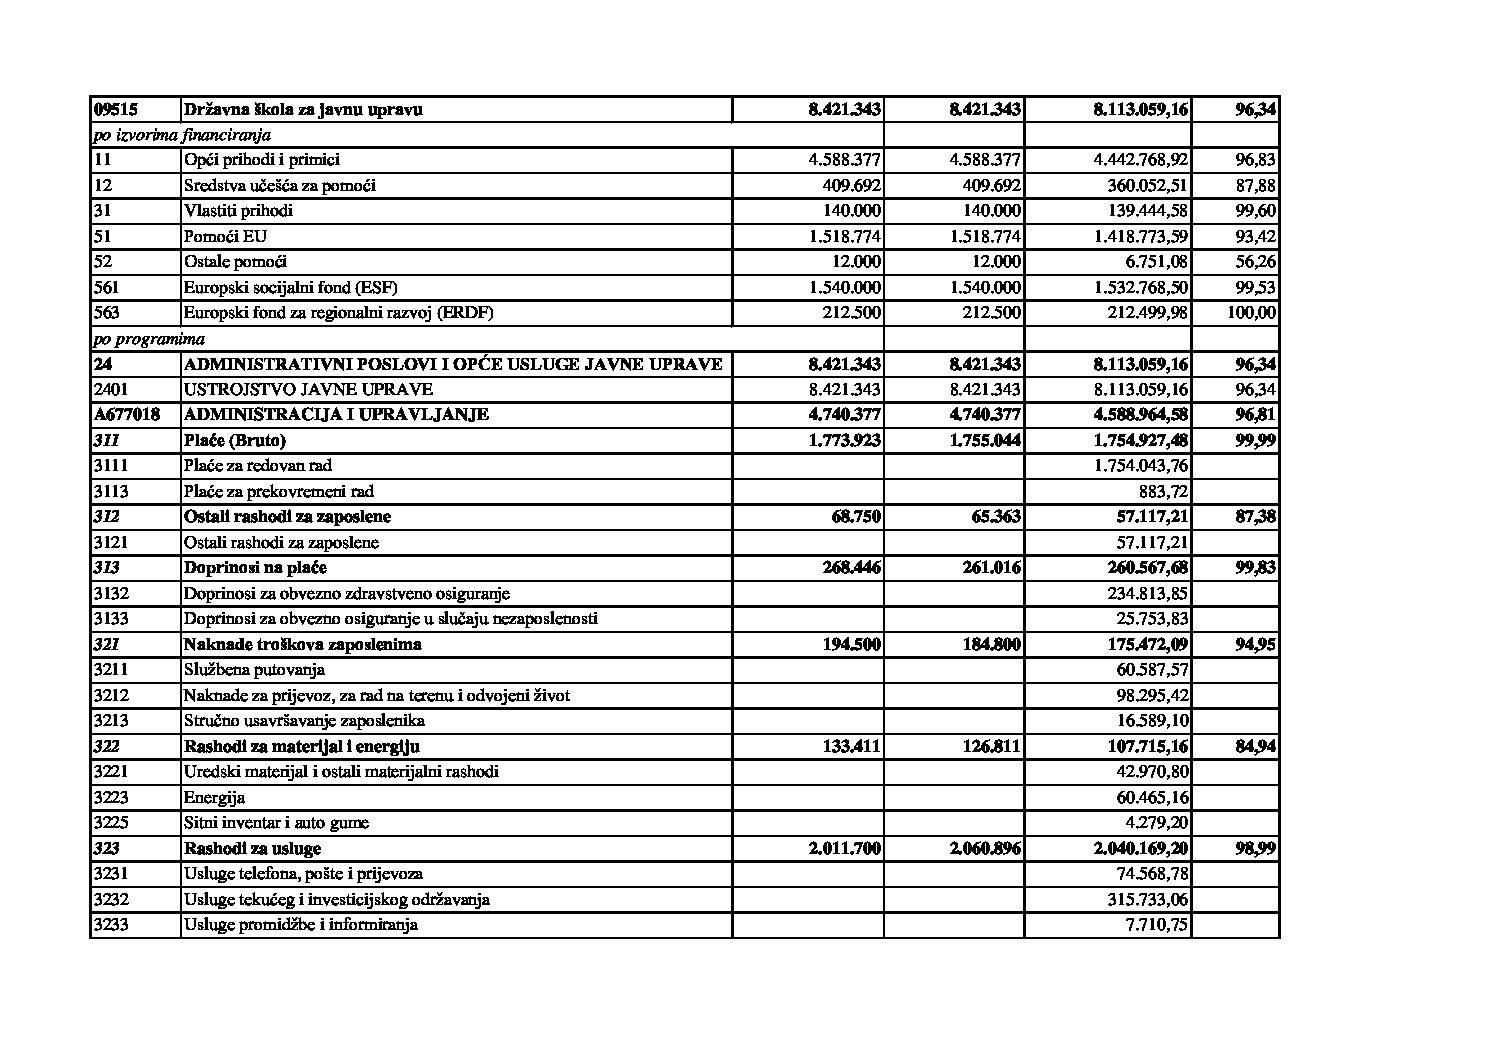 09515 Državna škola za javnu upravu 8.421.343 8.421.343 8.113.059,16 96,34
po izvorima financiranja
11 Opći prihodi i primici 4.588.377 4.588.377 4.442.768,92 96,83
12 Sredstva učešća za pomoći 409.692 409.692 360.052,51 87,88
31 Vlastiti prihodi 140.000 140.000 139.444,58 99,60
51 Pomoći EU 1.518.774 1.518.774 1.418.773,59 93,42
52 Ostale pomoći 12.000 12.000 6.751,08 56,26
561 Europski socijalni fond (ESF) 1.540.000 1.540.000 1.532.768,50 99,53
563 Europski fond za regionalni razvoj (ERDF) 212.500 212.500 212.499,98 100,00
po programima
24 ADMINISTRATIVNI POSLOVI I OPĆE USLUGE JAVNE UPRAVE 8.421.343 8.421.343 8.113.059,16 96,34
2401 USTROJSTVO JAVNE UPRAVE 8.421.343 8.421.343 8.113.059,16 96,34
A677018 ADMINISTRACIJA I UPRAVLJANJE 4.740.377 4.740.377 4.588.964,58 96,81
311 Plaće (Bruto) 1.773.923 1.755.044 1.754.927,48 99,99
3111 Plaće za redovan rad 1.754.043,76
3113 Plaće za prekovremeni rad 883,72
312 Ostali rashodi za zaposlene 68.750 65.363 57.117,21 87,38
3121 Ostali rashodi za zaposlene 57.117,21
313 Doprinosi na plaće 268.446 261.016 260.567,68 99,83
3132 Doprinosi za obvezno zdravstveno osiguranje 234.813,85
3133 Doprinosi za obvezno osiguranje u slučaju nezaposlenosti 25.753,83
321 Naknade troškova zaposlenima 194.500 184.800 175.472,09 94,95
3211 Službena putovanja 60.587,57
3212 Naknade za prijevoz, za rad na terenu i odvojeni život 98.295,42
3213 Stručno usavršavanje zaposlenika 16.589,10
322 Rashodi za materijal i energiju 133.411 126.811 107.715,16 84,94
3221 Uredski materijal i ostali materijalni rashodi 42.970,80
3223 Energija 60.465,16
3225 Sitni inventar i auto gume 4.279,20
323 Rashodi za usluge 2.011.700 2.060.896 2.040.169,20 98,99
3231 Usluge telefona, pošte i prijevoza 74.568,78
3232 Usluge tekućeg i investicijskog održavanja 315.733,06
3233 Usluge promidžbe i informiranja 7.710,75